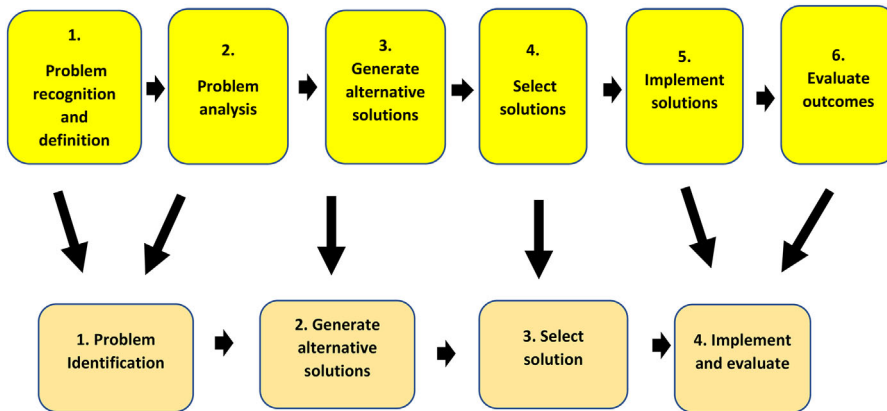 1.
Problem
recognition
and
definition
2.
Problem
analysis
3.
Generate
alternative
solutions
4.
Select
solutions
5.
Implement
solutions
6.
Evaluate
outcomes
1. Problem
Identification
2. Generate
alternative
solutions
3. Select
solution
4. Implement
and evaluate